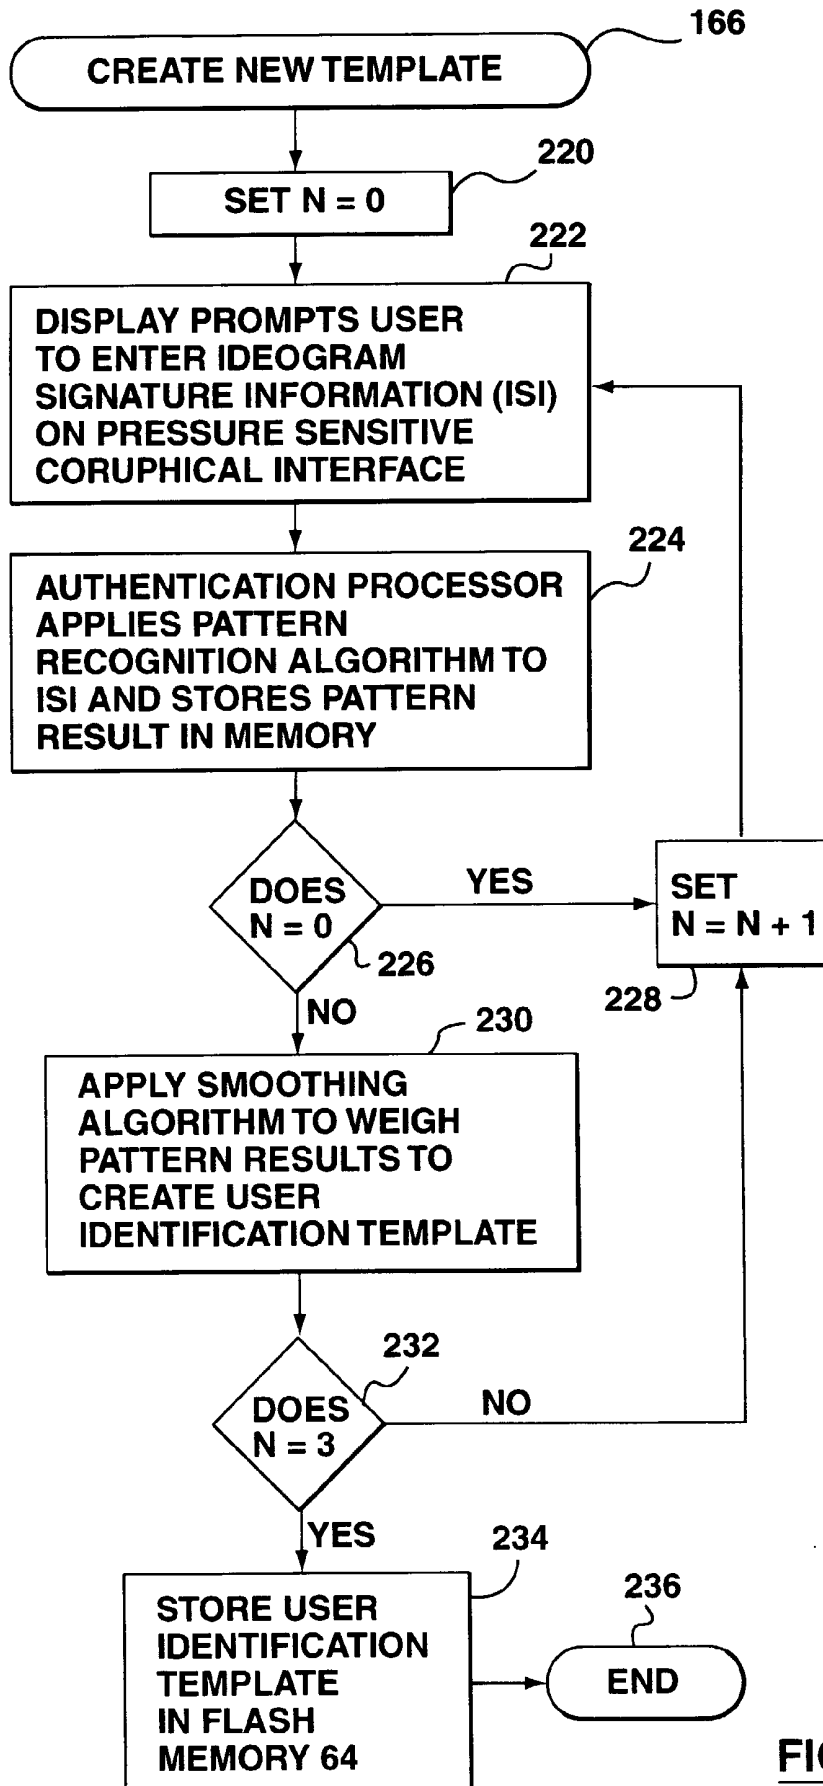 166
CREATE NEW TEMPLATE
220
SET N = 0
222
DISPLAY PROMPTS USER
TO ENTER IDEOGRAM
SIGNATURE INFORMATION (ISI)
ON PRESSURE SENSITIVE
CORUPHICAL INTERFACE
224
AUTHENTICATION PROCESSOR
APPLIES PATTERN
RECOGNITION ALGORITHM TO
ISI AND STORES PATTERN
RESULT IN MEMORY
DOES
N = 0
226
YES
SET
N = N + 1
228
NO
230
APPLY SMOOTHING
ALGORITHM TO WEIGH
PATTERN RESULTS TO
CREATE USER
IDENTIFICATION TEMPLATE
232
DOES
N = 3
NO
YES
234
STORE USER
IDENTIFICATION
TEMPLATE
IN FLASH
MEMORY 64
236
END